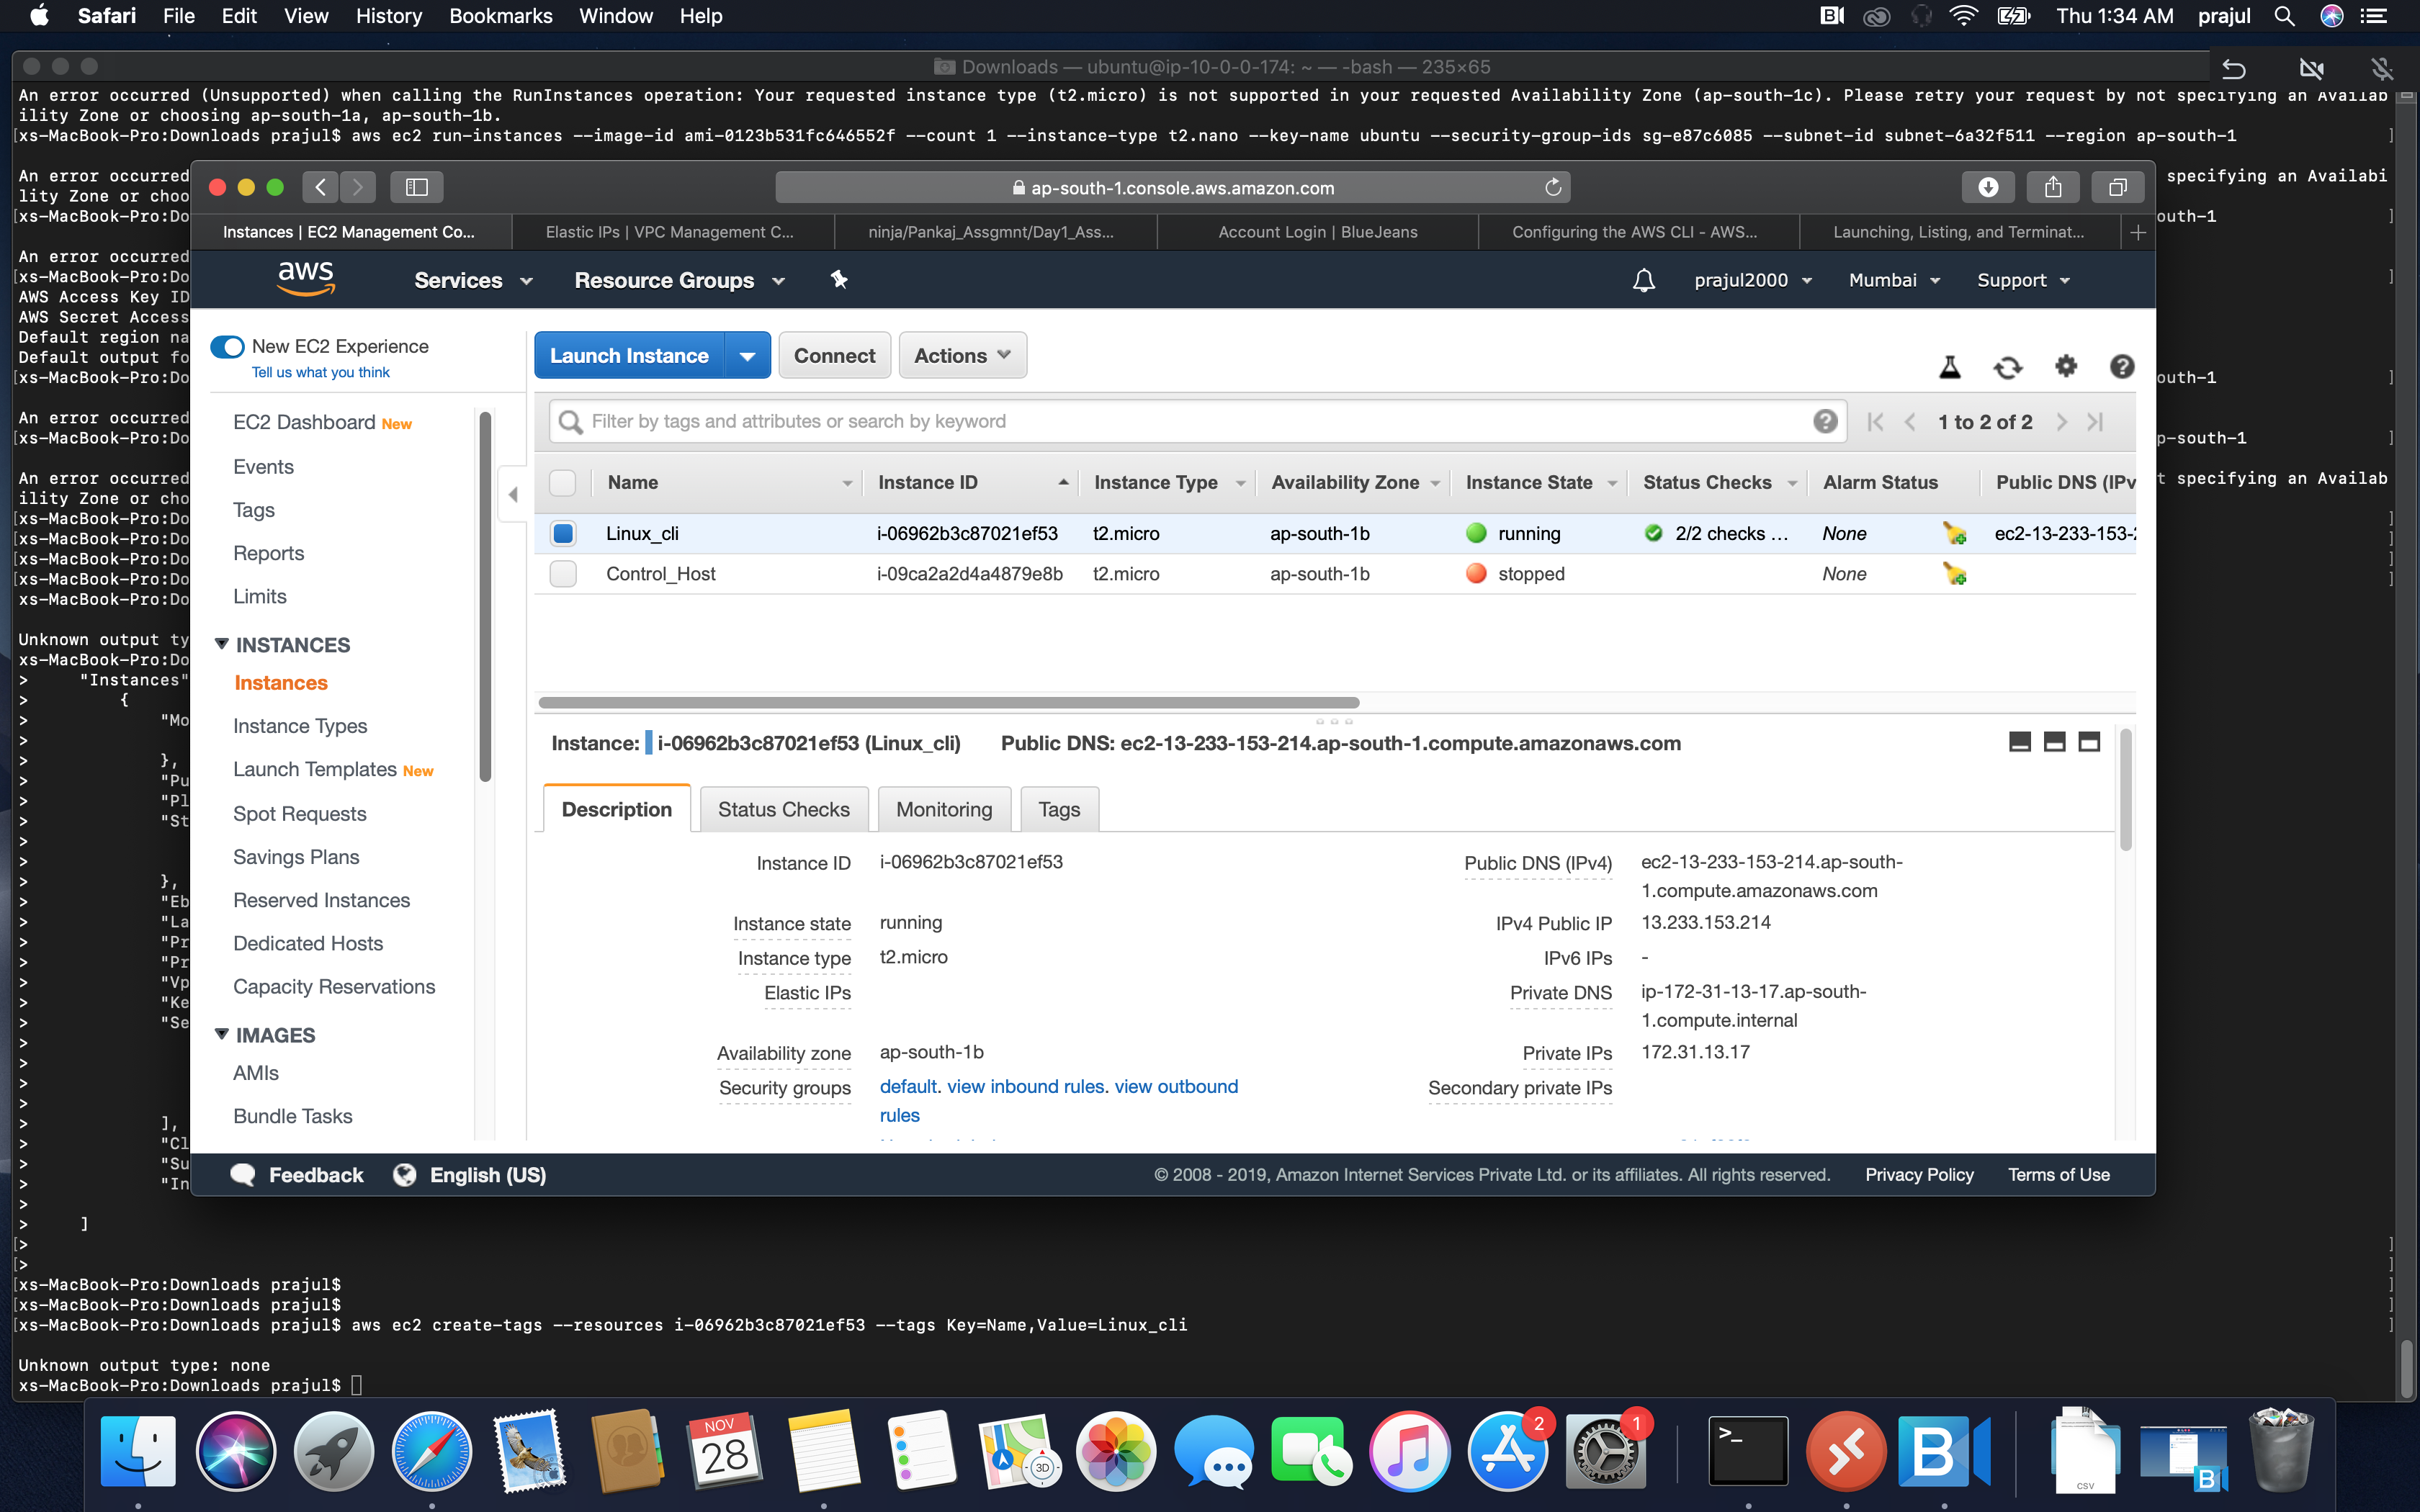 Safari File Edit View History Bookmarks Window Help
Thu 1:34 AM prajul
Downloads — ubuntu@ip-10-0-0-174: ~ — -bash — 235×65
An error occurred (Unsupported) when calling the RunInstances operation: Your requested instance type (t2.micro) is not supported in your requested Availability Zone (ap-south-1c). Please retry your request by not specifying an Availab
ility Zone or choosing ap-south-1a, ap-south-1b.
[xs-MacBook-Pro:Downloads prajul$ aws ec2 run-instances --image-id ami-0123b531fc646552f --count 1 --instance-type t2.nano --key-name ubuntu --security-group-ids sg-e87c6085 --subnet-id subnet-6a32f511 --region ap-south-1 ]
An error occurred
specifying an Availabi
lity Zone or choo
[xs-MacBook-Pro:Do
outh-1 ]
An error occurred
[xs-MacBook-Pro:Do ]
AWS Access Key ID
AWS Secret Access
Default region na
Default output fo
[xs-MacBook-Pro:Do
outh-1 ]
An error occurred
[xs-MacBook-Pro:Do
p-south-1 ]
An error occurred
t specifying an Availab
ility Zone or cho
[xs-MacBook-Pro:Do ]
[xs-MacBook-Pro:Do ]
[xs-MacBook-Pro:Do ]
[xs-MacBook-Pro:Do ]
xs-MacBook-Pro:Do
Unknown output ty
xs-MacBook-Pro:Do
> "Instances"
> {
> "Mo
>
> },
> "Pu
> "Pl
> "St
>
>
> },
> "Eb
> "La
> "Pr
> "Pr
> "Vp
> "Ke
> "Se
>
>
>
>
> ],
> "Cl
> "Su
> "In
>
> ]
[> ]
[> ]
[xs-MacBook-Pro:Downloads prajul$ ]
[xs-MacBook-Pro:Downloads prajul$ ]
[xs-MacBook-Pro:Downloads prajul$ aws ec2 create-tags --resources i-06962b3c87021ef53 --tags Key=Name,Value=Linux_cli ]
Unknown output type: none
xs-MacBook-Pro:Downloads prajul$
ap-south-1.console.aws.amazon.com
Instances | EC2 Management Co...
Elastic IPs | VPC Management C...
ninja/Pankaj_Assgmnt/Day1_Ass...
Account Login | BlueJeans
Configuring the AWS CLI - AWS...
Launching, Listing, and Terminat...
aws Services Resource Groups prajul2000 Mumbai Support
New EC2 Experience
Tell us what you think
EC2 Dashboard New
Events
Tags
Reports
Limits
INSTANCES
Instances
Instance Types
Launch Templates New
Spot Requests
Savings Plans
Reserved Instances
Dedicated Hosts
Capacity Reservations
IMAGES
AMIs
Bundle Tasks
Launch Instance Connect Actions
Filter by tags and attributes or search by keyword
1 to 2 of 2
Name Instance ID Instance Type Availability Zone Instance State Status Checks Alarm Status Public DNS (IPv
Linux_cli i-06962b3c87021ef53 t2.micro ap-south-1b running 2/2 checks ... None ec2-13-233-153-2
Control_Host i-09ca2a2d4a4879e8b t2.micro ap-south-1b stopped None
Instance: i-06962b3c87021ef53 (Linux_cli) Public DNS: ec2-13-233-153-214.ap-south-1.compute.amazonaws.com
Description Status Checks Monitoring Tags
Instance ID i-06962b3c87021ef53
Instance state running
Instance type t2.micro
Elastic IPs
Availability zone ap-south-1b
Security groups default. view inbound rules. view outbound
rules
Public DNS (IPv4) ec2-13-233-153-214.ap-south-
1.compute.amazonaws.com
IPv4 Public IP 13.233.153.214
IPv6 IPs -
Private DNS ip-172-31-13-17.ap-south-
1.compute.internal
Private IPs 172.31.13.17
Secondary private IPs
Feedback English (US)
© 2008 - 2019, Amazon Internet Services Private Ltd. or its affiliates. All rights reserved. Privacy Policy Terms of Use
NOV
28
3D
2
1
>_
B
CSV
B